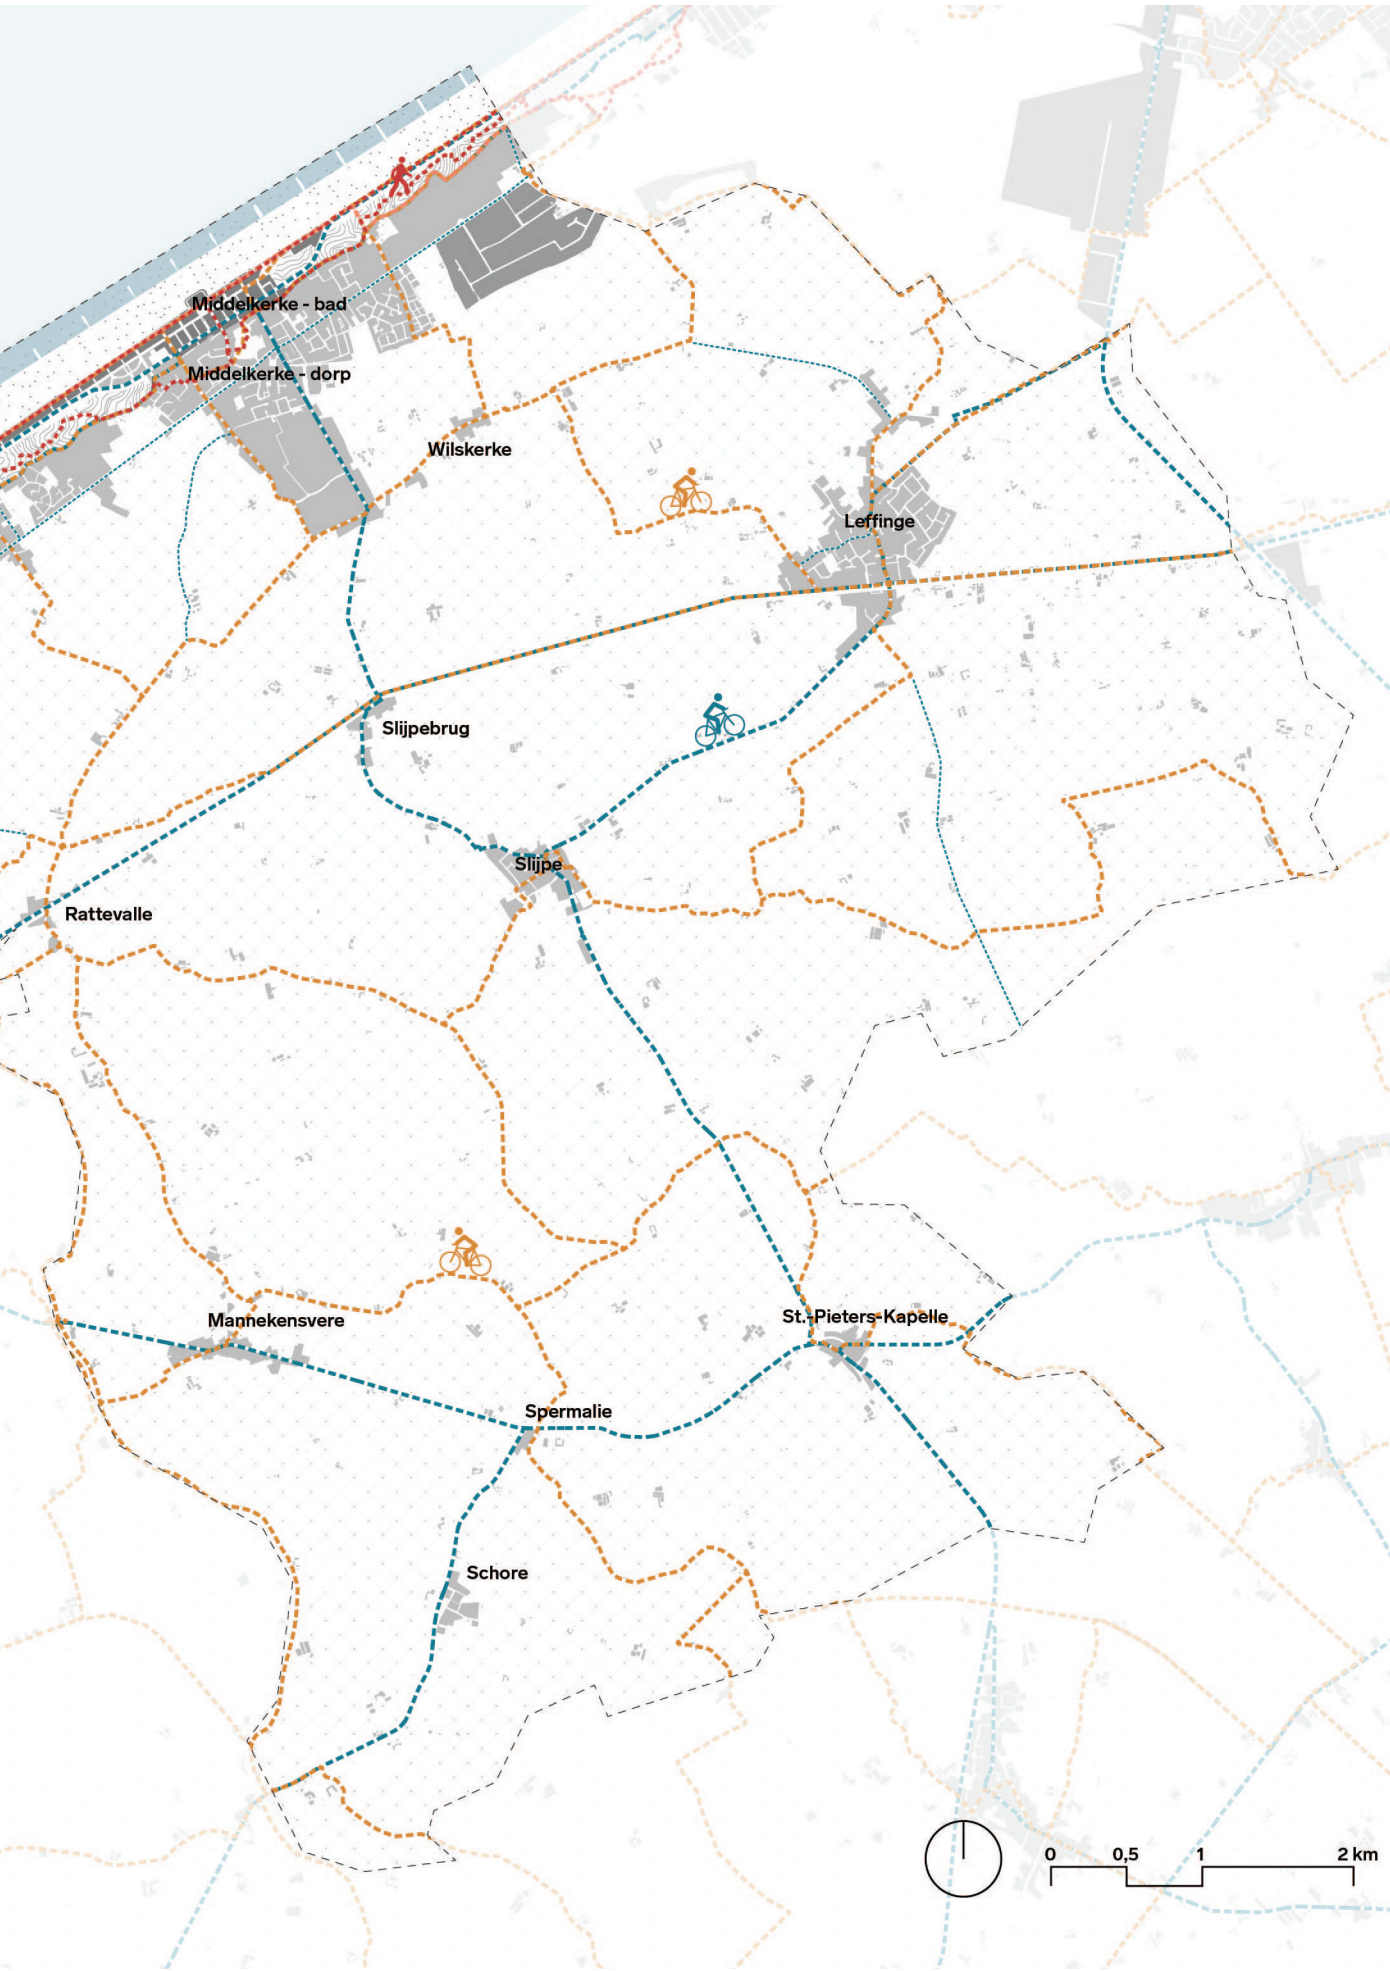 Middelkerke - bad
Middelkerke - dorp
Wilskerke
Leffinge
Slijpebrug
Slijpe
Rattevalle
St.-Pieters-Kapelle
Mannekensvere
Spermalie
Schore
0 0,5 1 2 km